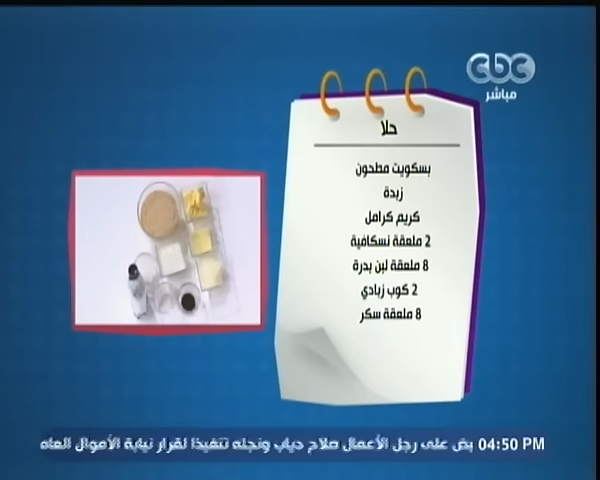 cbc
مباشر
حلا
بسكويت مطحون
زبدة
كريم كرامل
2 ملعقة نسكافية
8 ملعقة لبن بدرة
2 كوب زبادي
8 ملعقة سكر
04:50 PM بض على رجل الأعمال صلاح دياب ونجله تنفيذا لقرار نيابة الأموال العام